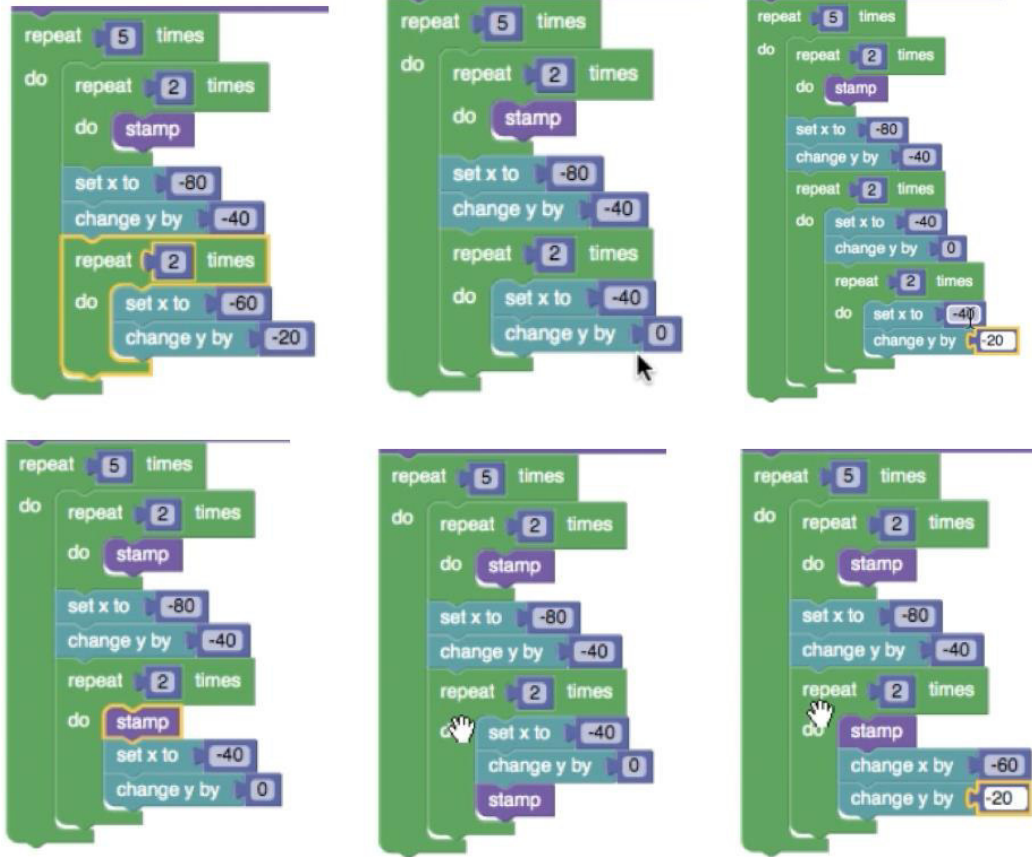 repeat 5 times
do repeat 2 times
do stamp
set x to -80
change y by -40
repeat 2 times
do set x to -60
change y by -20
repeat 5 times
do repeat 2 times
do stamp
set x to -80
change y by -40
repeat 2 times
do set x to -40
change y by 0
repeat 5 times
do repeat 2 times
do stamp
set x to -80
change y by -40
repeat 2 times
do set x to -40
change y by 0
repeat 2 times
do set x to -40
change y by -20
repeat 5 times
do repeat 2 times
do stamp
set x to -80
change y by -40
repeat 2 times
do stamp
set x to -40
change y by 0
repeat 5 times
do repeat 2 times
do stamp
set x to -80
change y by -40
repeat 2 times
set x to -40
change y by 0
stamp
repeat 5 times
do repeat 2 times
do stamp
set x to -80
change y by -40
repeat 2 times
do stamp
change x by -60
change y by -20